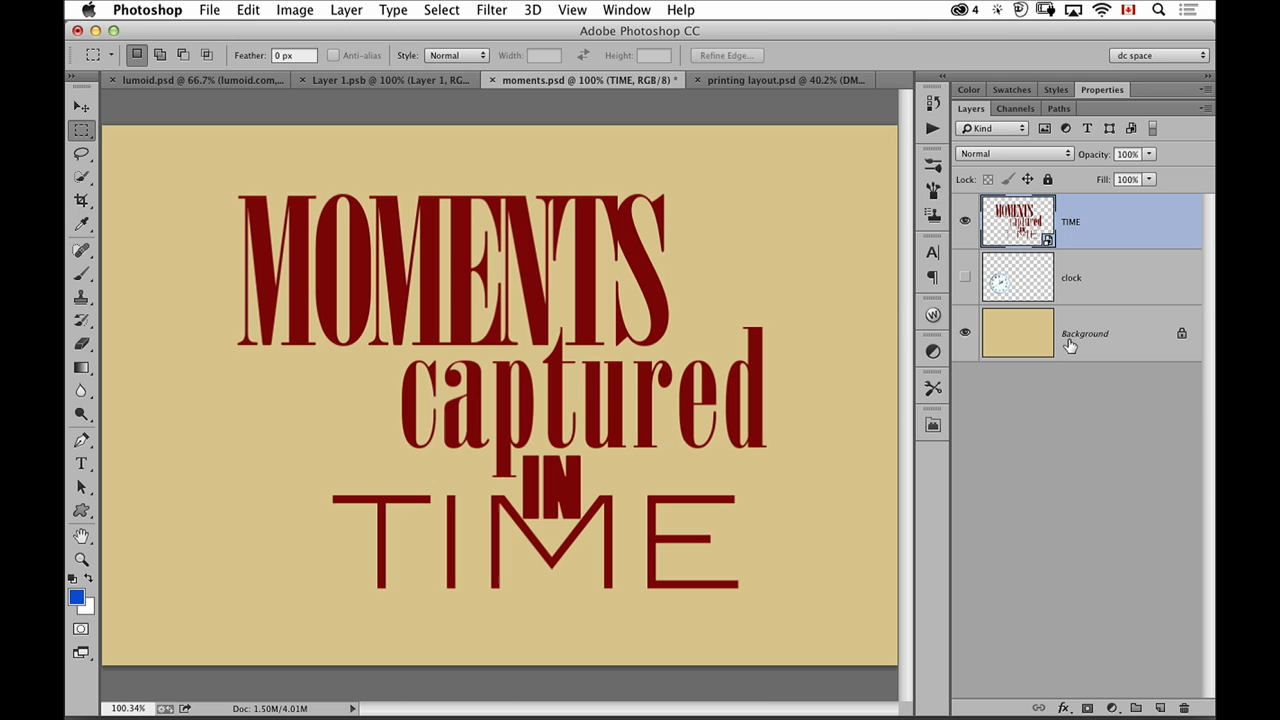 Photoshop File Edit Image Layer Type Select Filter 3D View Window Help 4
Adobe Photoshop CC
Feather: 0 px Anti-alias Style: Normal Width: Height: Refine Edge... dc space
× lumoid.psd @ 66.7% (lumoid.com,... × Layer 1.psb @ 100% (Layer 1, RG... × moments.psd @ 100% (TIME, RGB/8) * × printing layout.psd @ 40.2% (DM...
Color Swatches Styles Properties
Layers Channels Paths
Kind
Normal Opacity: 100%
Lock: Fill: 100%
TIME
clock
Background
MOMENTS
captured
IN
TIME
100.34% Doc: 1.50M/4.01M